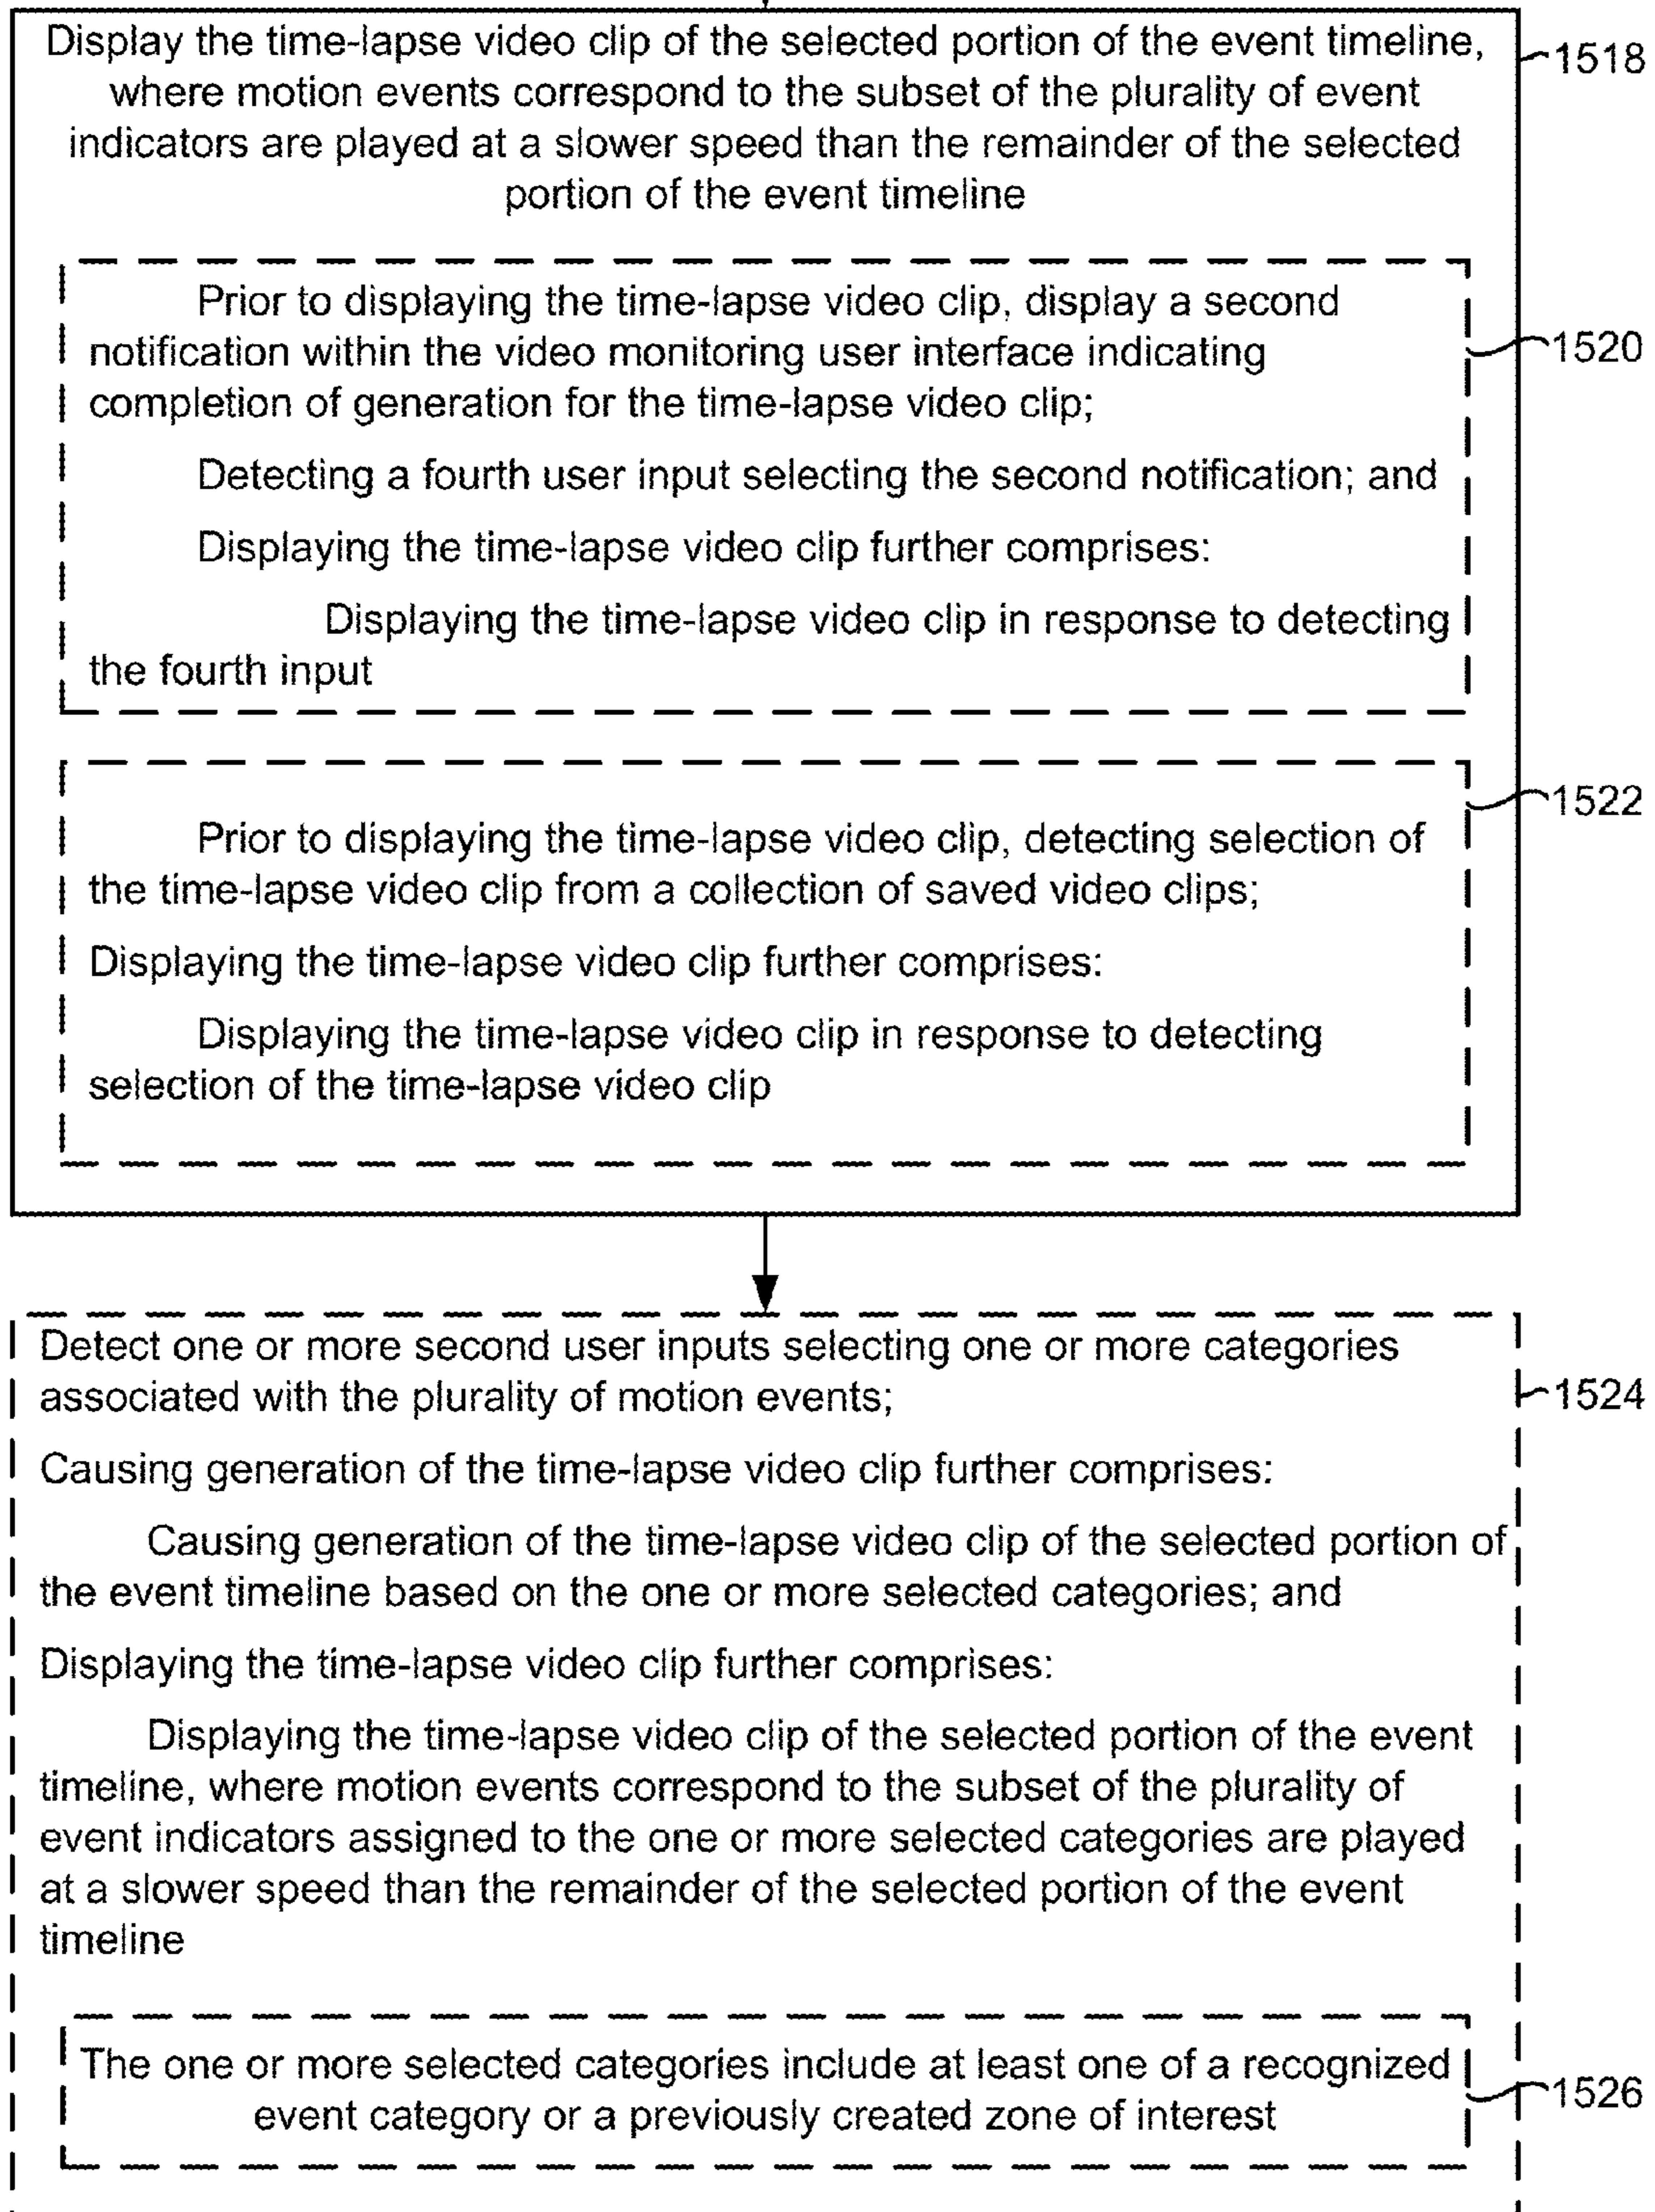 Display the time-lapse video clip of the selected portion of the event timeline,
where motion events correspond to the subset of the plurality of event
indicators are played at a slower speed than the remainder of the selected
portion of the event timeline
1518
Prior to displaying the time-lapse video clip, display a second
notification within the video monitoring user interface indicating
completion of generation for the time-lapse video clip;
1520
Detecting a fourth user input selecting the second notification; and
Displaying the time-lapse video clip further comprises:
Displaying the time-lapse video clip in response to detecting
the fourth input
1522
Prior to displaying the time-lapse video clip, detecting selection of
the time-lapse video clip from a collection of saved video clips;
Displaying the time-lapse video clip further comprises:
Displaying the time-lapse video clip in response to detecting
selection of the time-lapse video clip
Detect one or more second user inputs selecting one or more categories
associated with the plurality of motion events;
1524
Causing generation of the time-lapse video clip further comprises:
Causing generation of the time-lapse video clip of the selected portion of
the event timeline based on the one or more selected categories; and
Displaying the time-lapse video clip further comprises:
Displaying the time-lapse video clip of the selected portion of the event
timeline, where motion events correspond to the subset of the plurality of
event indicators assigned to the one or more selected categories are played
at a slower speed than the remainder of the selected portion of the event
timeline
The one or more selected categories include at least one of a recognized
event category or a previously created zone of interest
1526